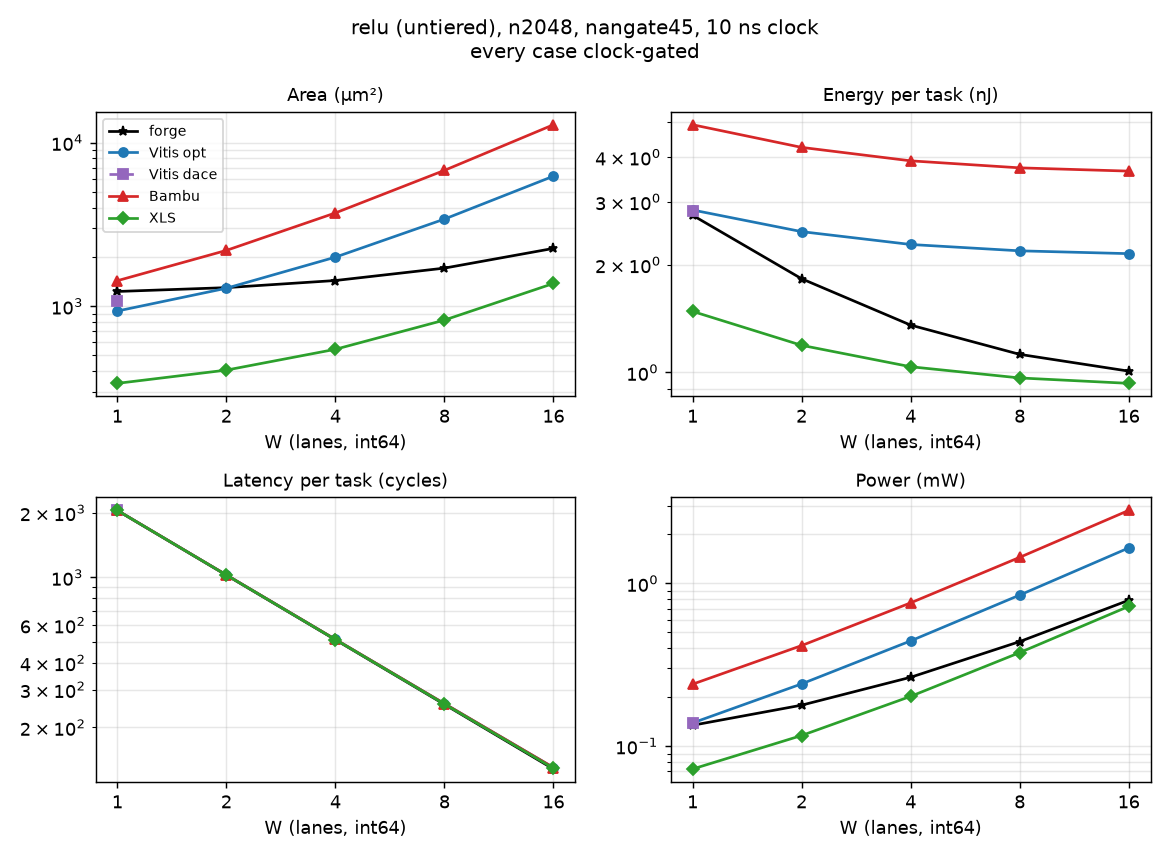 relu (untiered), n2048, nangate45, 10 ns clock
every case clock-gated
Area (µm²)
10⁴
10³
forge
Vitis opt
Vitis dace
Bambu
XLS
1 2 4 8 16
W (lanes, int64)
Energy per task (nJ)
4 × 10⁰
3 × 10⁰
2 × 10⁰
10⁰
1 2 4 8 16
W (lanes, int64)
Latency per task (cycles)
2 × 10³
10³
6 × 10²
4 × 10²
3 × 10²
2 × 10²
1 2 4 8 16
W (lanes, int64)
Power (mW)
10⁰
10⁻¹
1 2 4 8 16
W (lanes, int64)